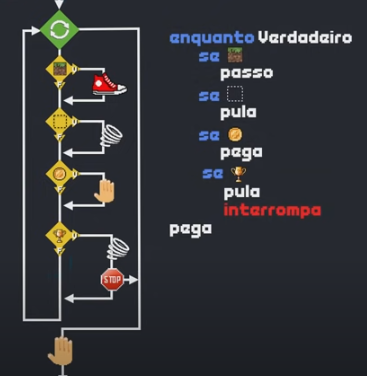 enquanto Verdadeiro
se
passo
se
pula
se
pega
se
pula
interrompa
pega
STOP